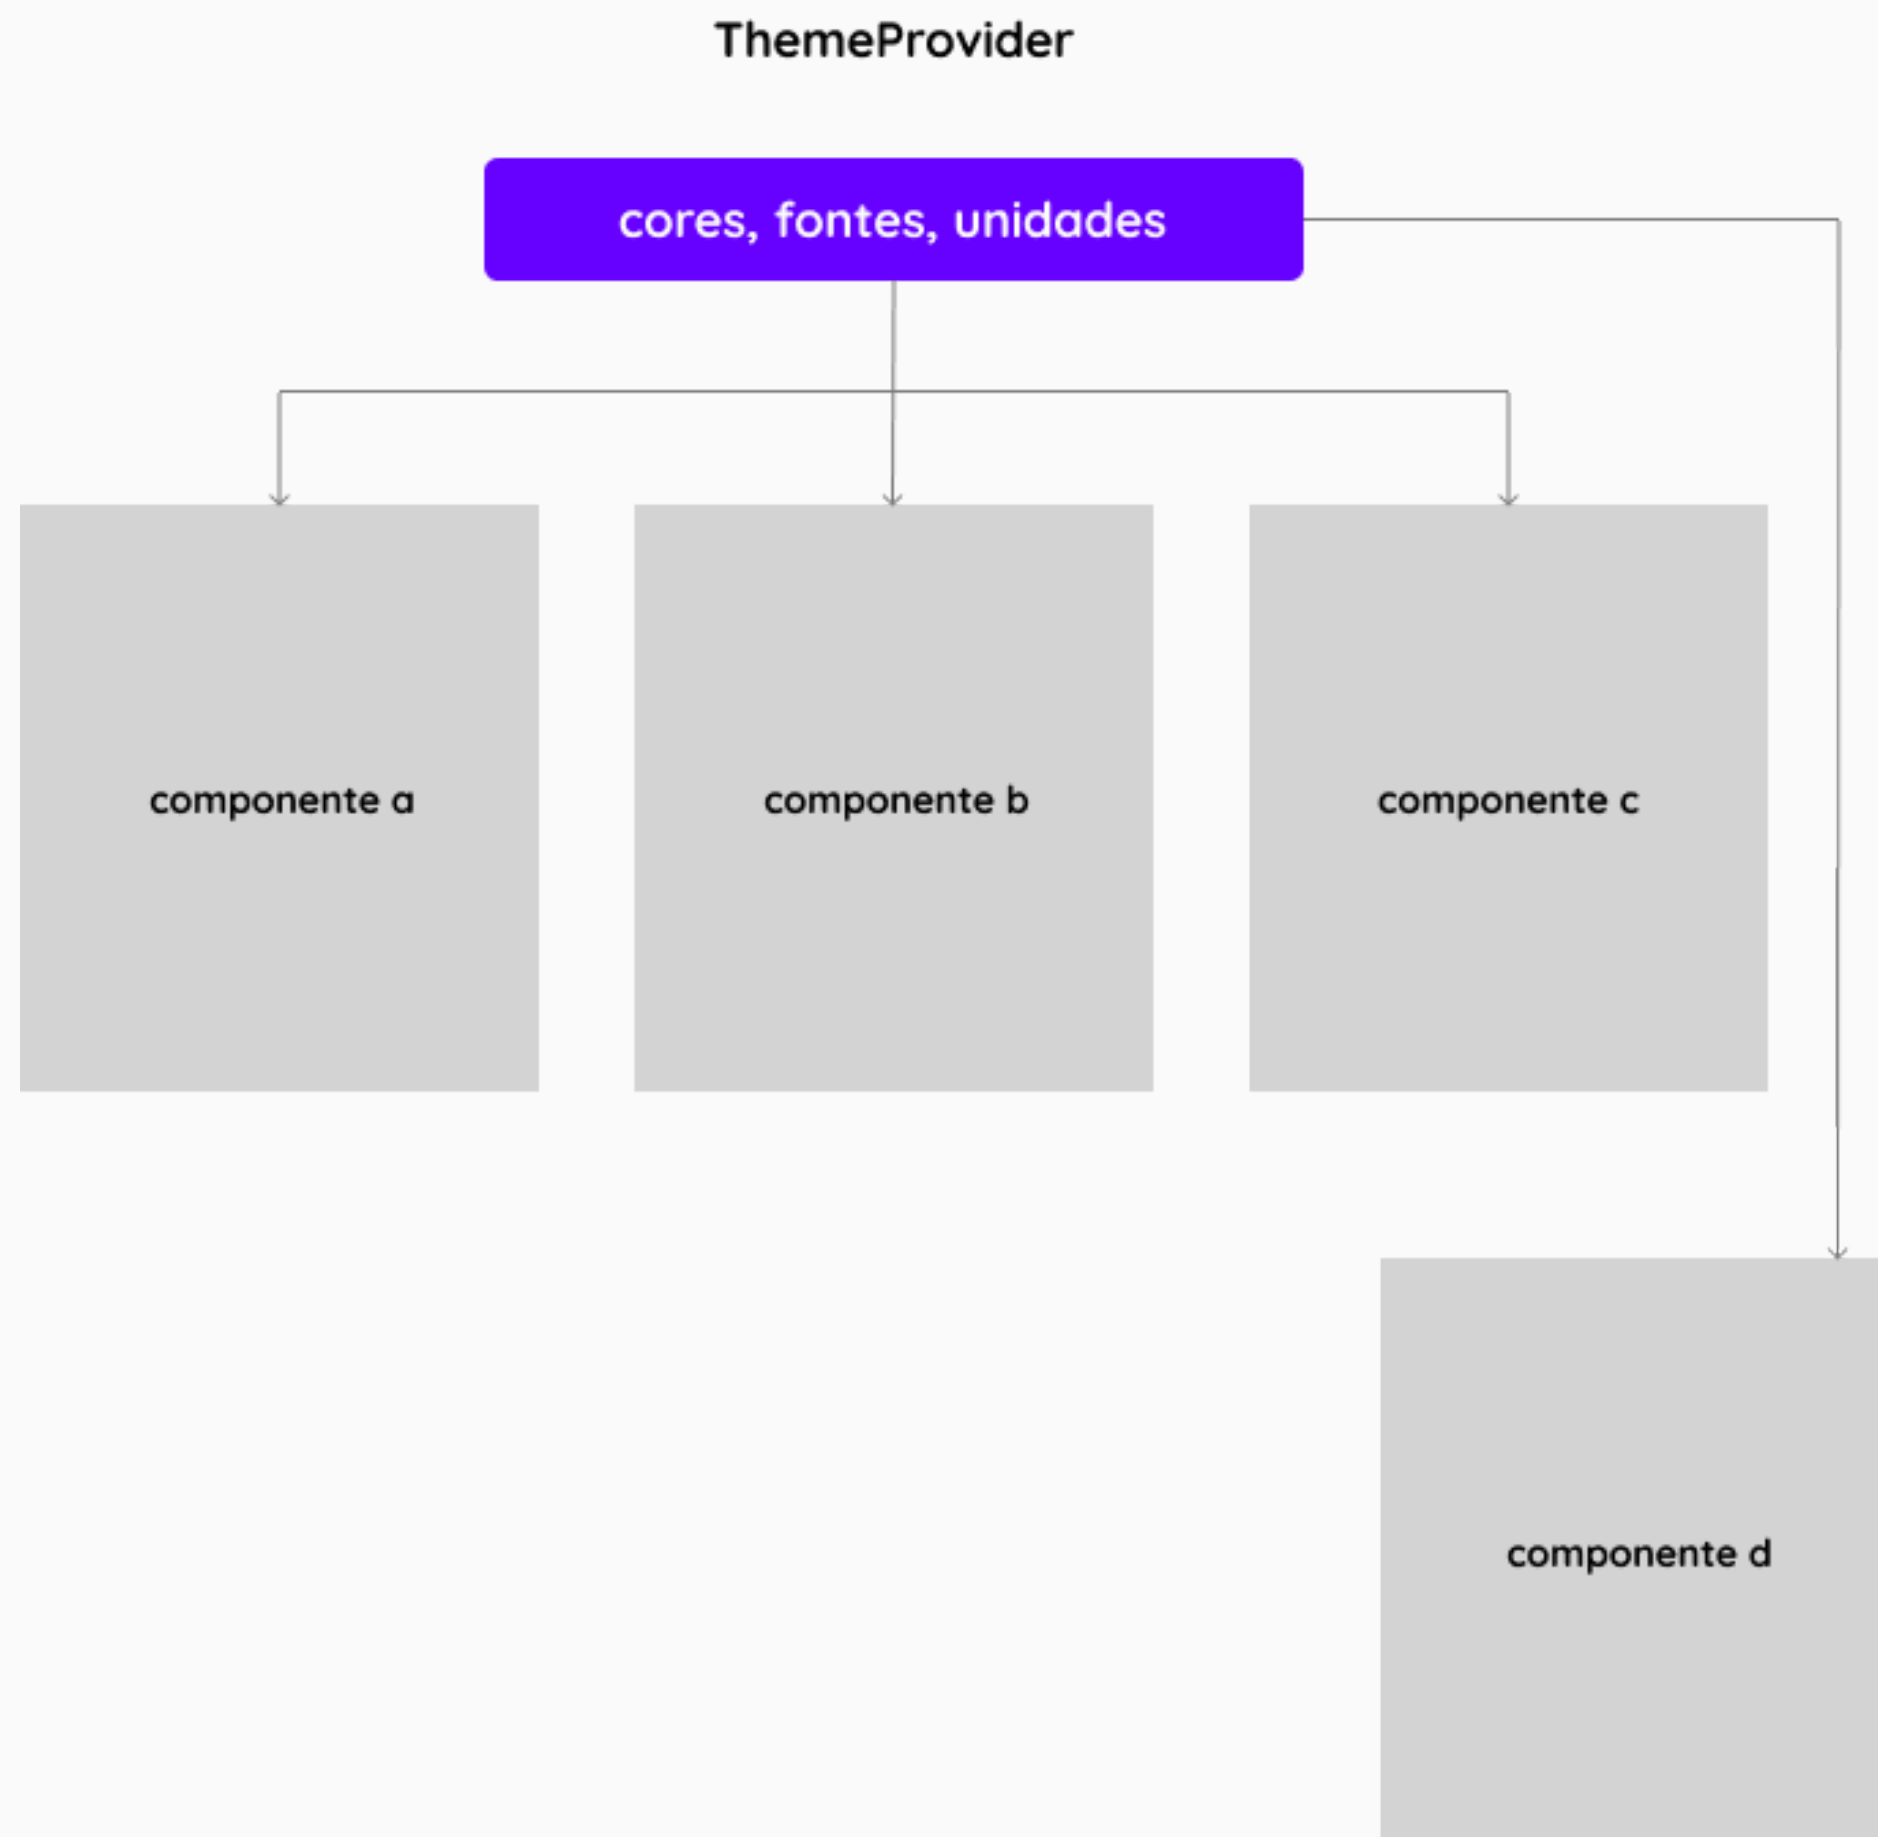 ThemeProvider
cores, fontes, unidades
componente a
componente b
componente c
componente d